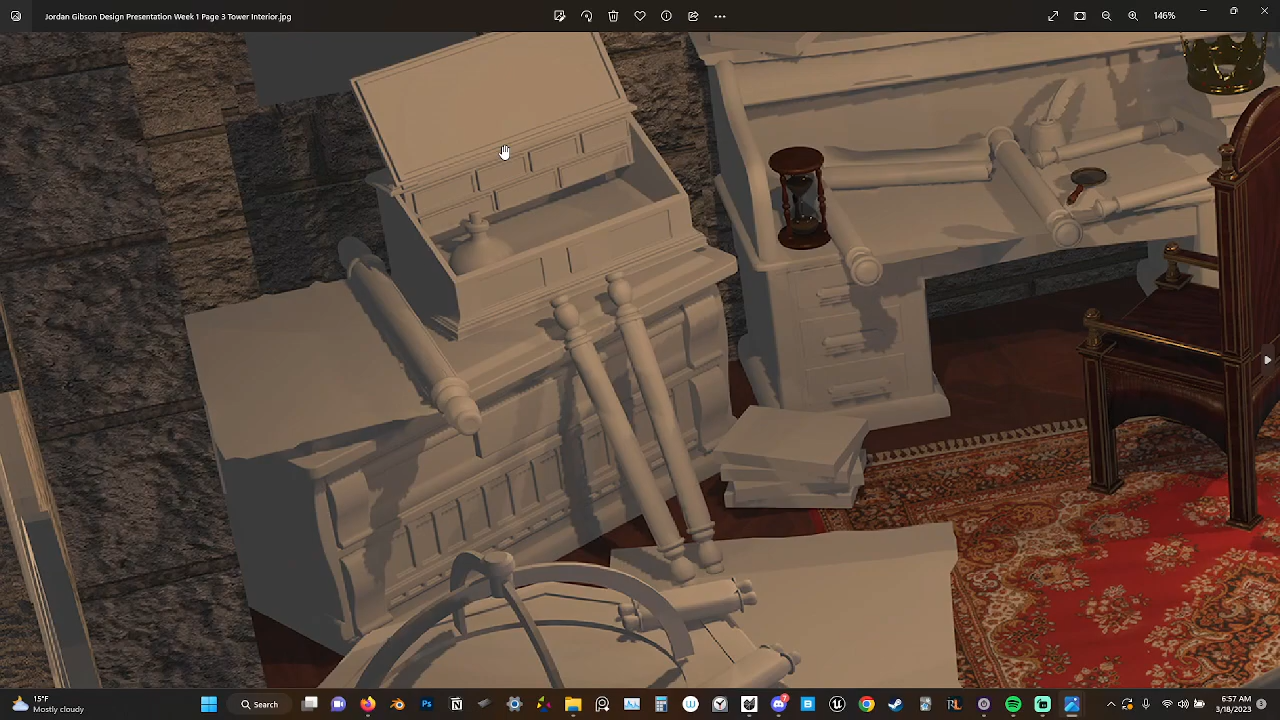 Jordan Gibson Design Presentation Week 1 Page 3 Tower Interior.jpg
146%
15°F
Mostly cloudy
Search
6:57 AM
3/18/2023